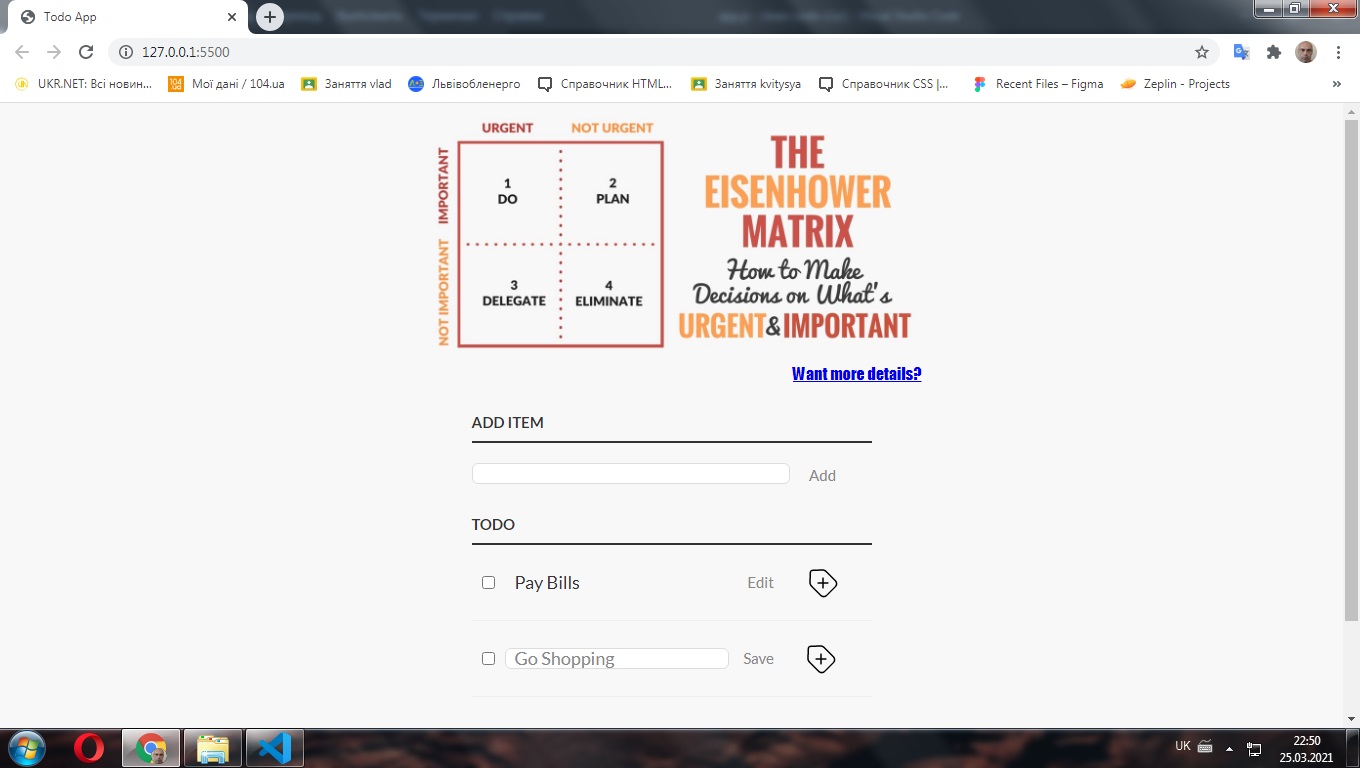 Todo App
127.0.0.1:5500
UKR.NET: Всі новин...
Мої дані / 104.ua
Заняття vlad
Львівобленерго
Справочник HTML...
Заняття kvitysya
Справочник CSS |...
Recent Files – Figma
Zeplin - Projects
»
URGENT
NOT URGENT
IMPORTANT
NOT IMPORTANT
1
DO
2
PLAN
3
DELEGATE
4
ELIMINATE
THE
EISENHOWER
MATRIX
How to Make
Decisions on What's
URGENT&IMPORTANT
Want more details?
ADD ITEM
Add
TODO
Pay Bills
Edit
Go Shopping
Save
UK
22:50
25.03.2021